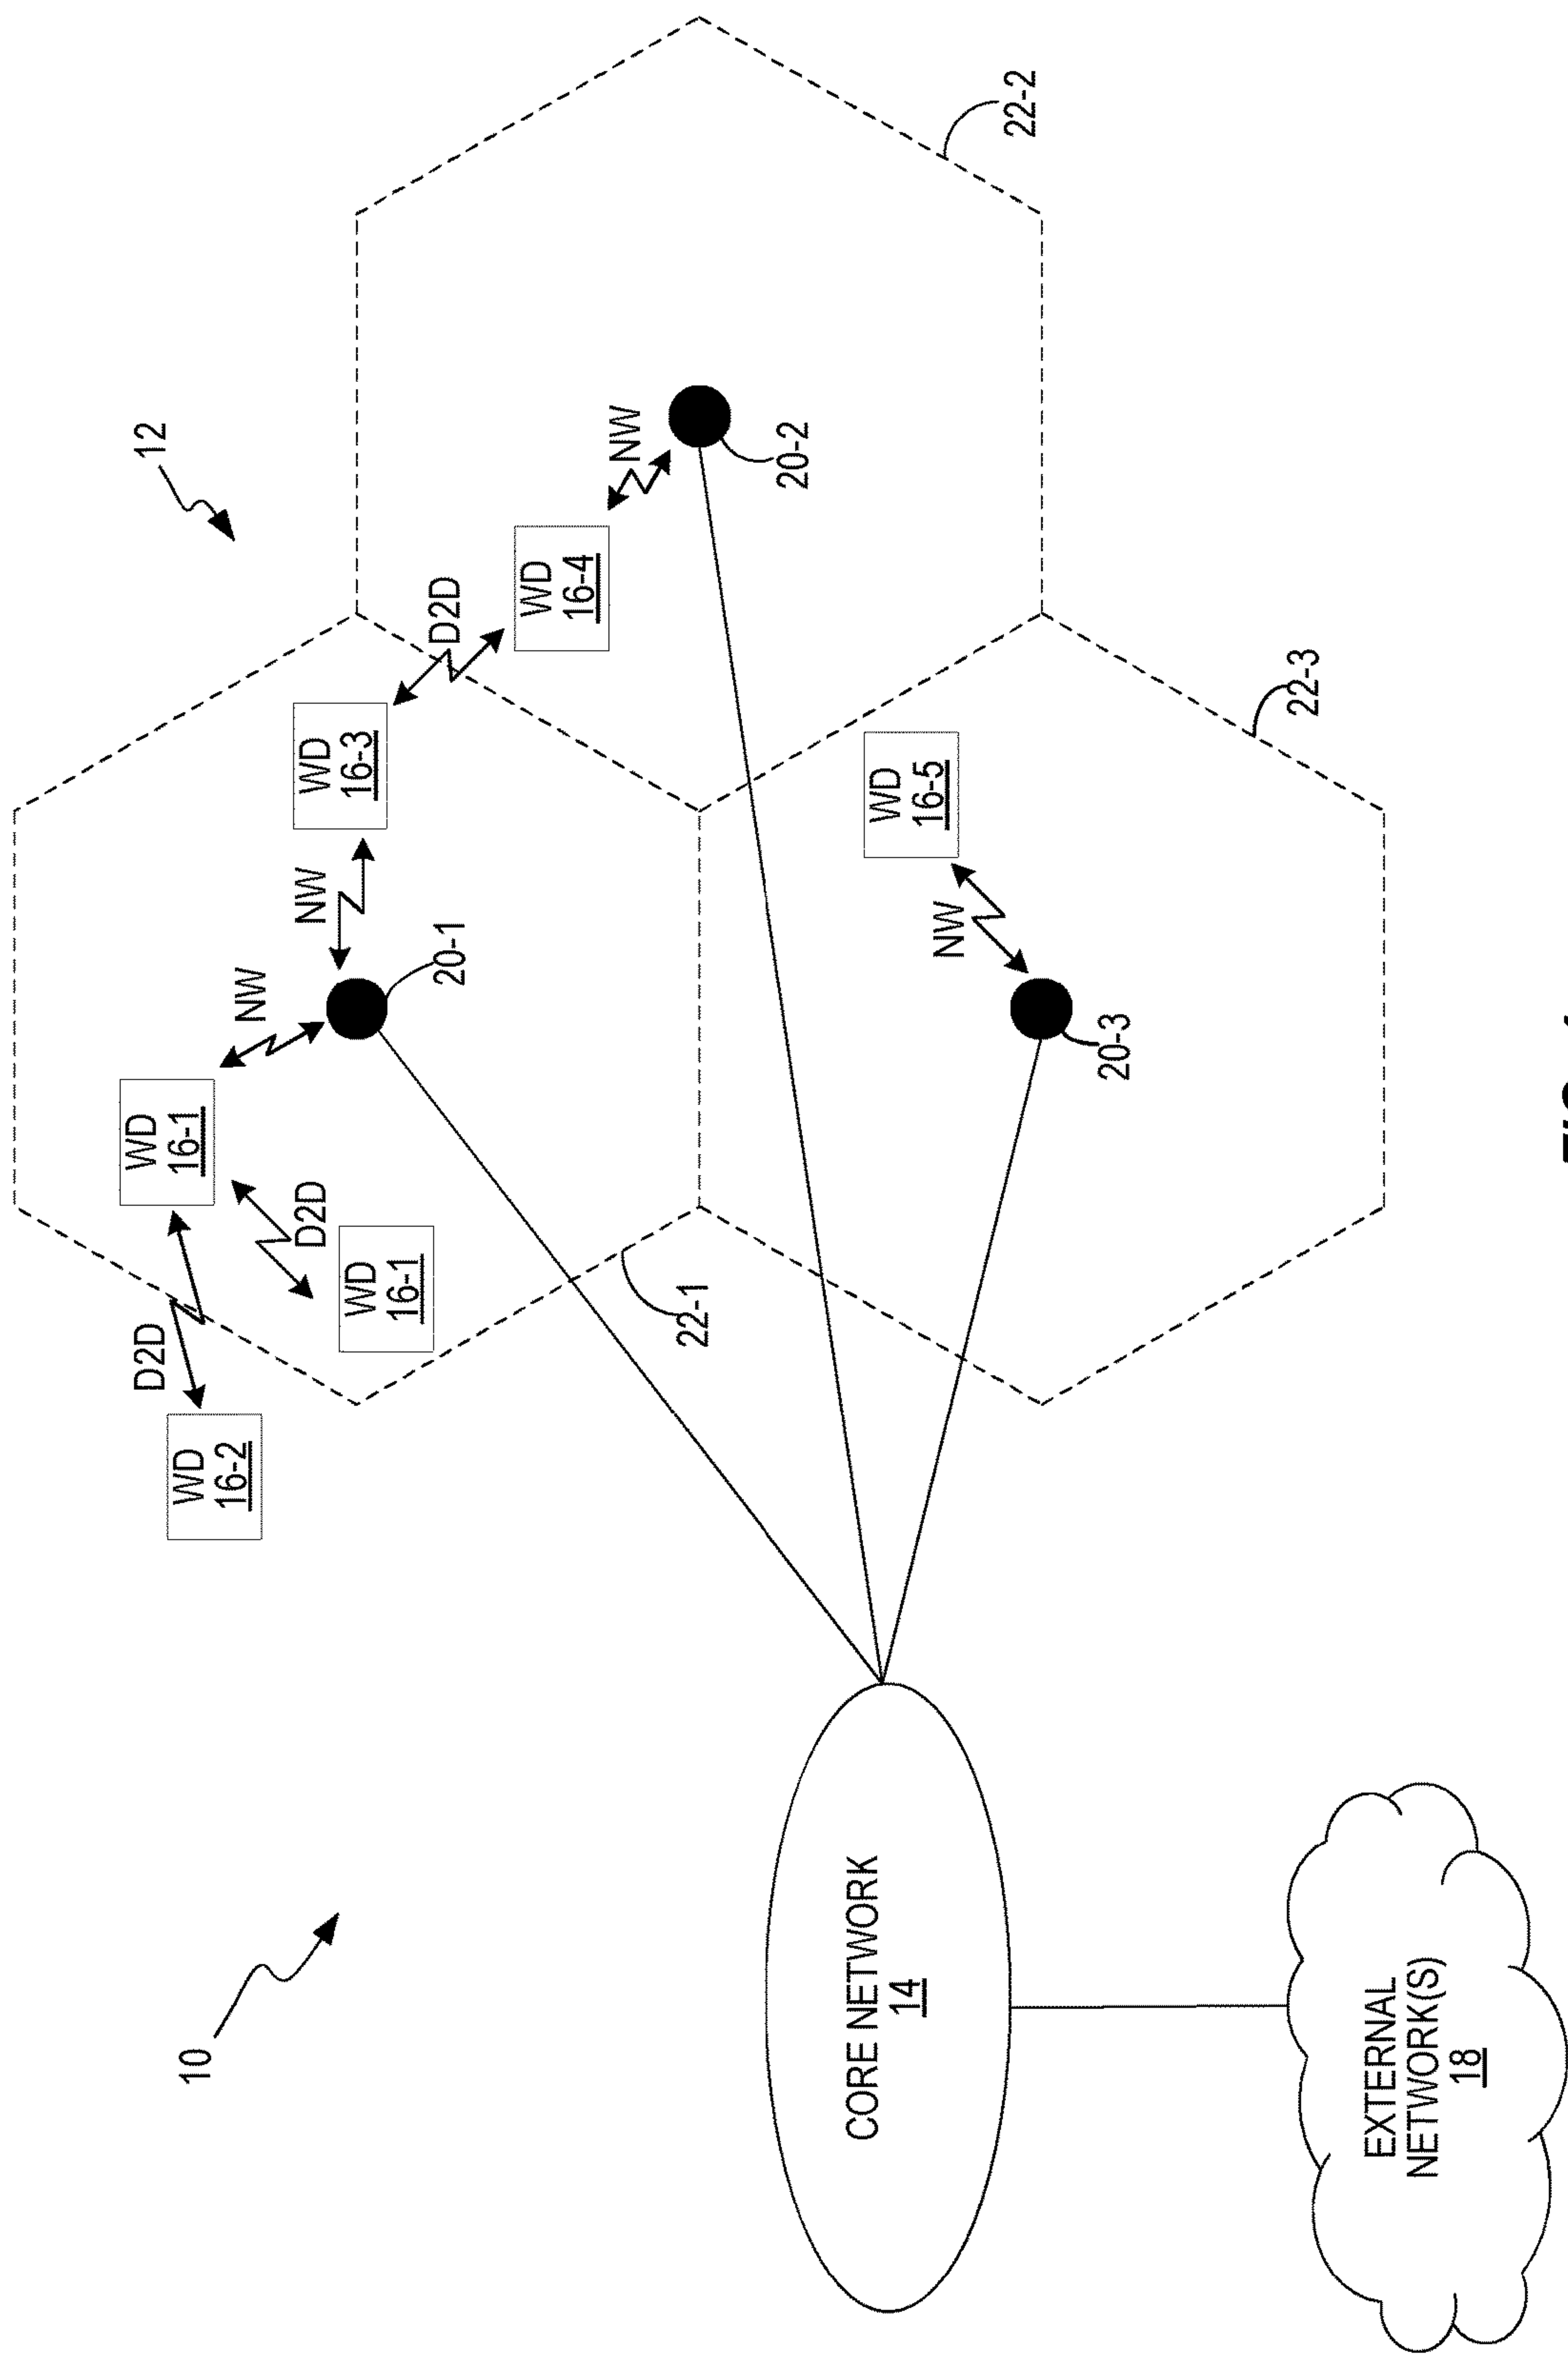 12
D2D
WD
16-1
10
WD
16-2
NW
D2D
NW
WD
16-3
WD
16-1
D2D
20-1
WD
16-4
NW
22-1
20-2
CORE NETWORK
14
WD
16-5
NW
22-2
20-3
22-3
EXTERNAL
NETWORK(S)
18